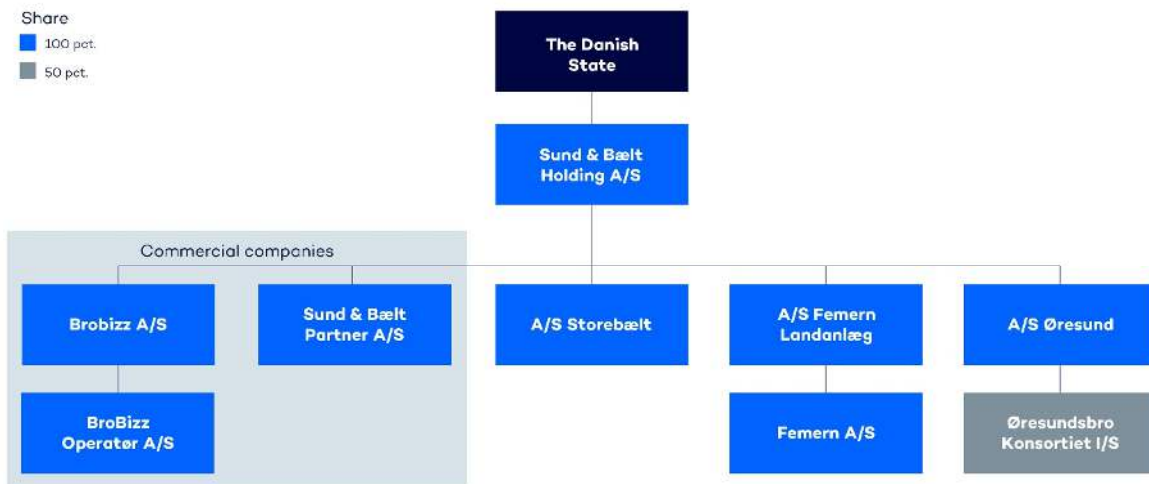 Share
100 pct.
50 pct.
The Danish
State
Sund & Bælt
Holding A/S
Commercial companies
Brobizz A/S
Sund & Bælt
Partner A/S
A/S Storebælt
A/S Femern
Landanlæg
A/S Øresund
BroBizz
Operatør A/S
Femern A/S
Øresundsbro
Konsortiet I/S